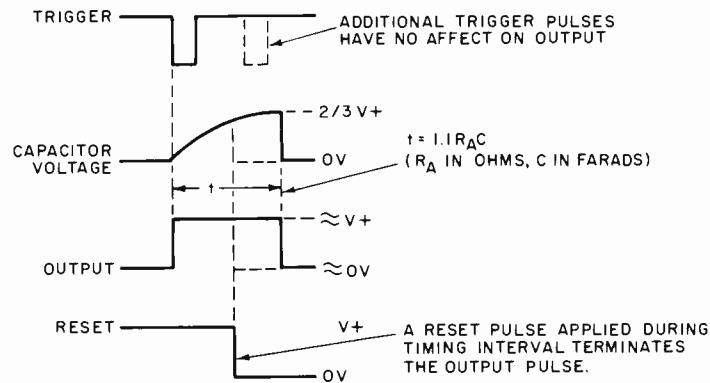 TRIGGER
ADDITIONAL TRIGGER PULSES
HAVE NO AFFECT ON OUTPUT
2/3 V+
CAPACITOR
VOLTAGE
0V
t = 1.1 RAC
(RA IN OHMS, C IN FARADS)
t
≈ V+
OUTPUT
≈ 0V
RESET
V+
0V
A RESET PULSE APPLIED DURING
TIMING INTERVAL TERMINATES
THE OUTPUT PULSE.